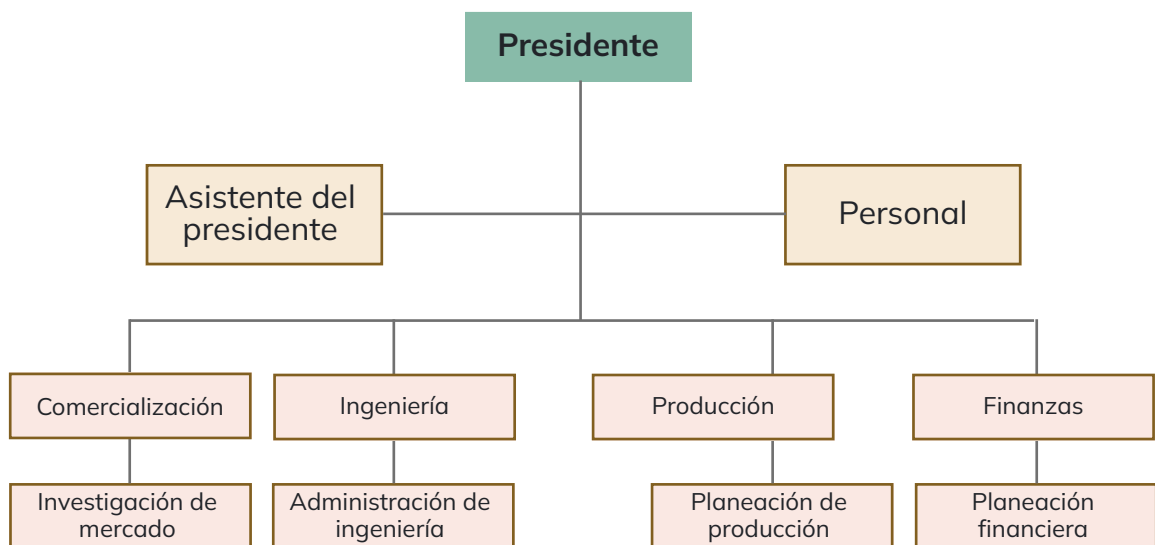 Presidente
Asistente del
presidente
Personal
Comercialización
Ingeniería
Producción
Finanzas
Investigación de
mercado
Administración de
ingeniería
Planeación de
producción
Planeación
financiera